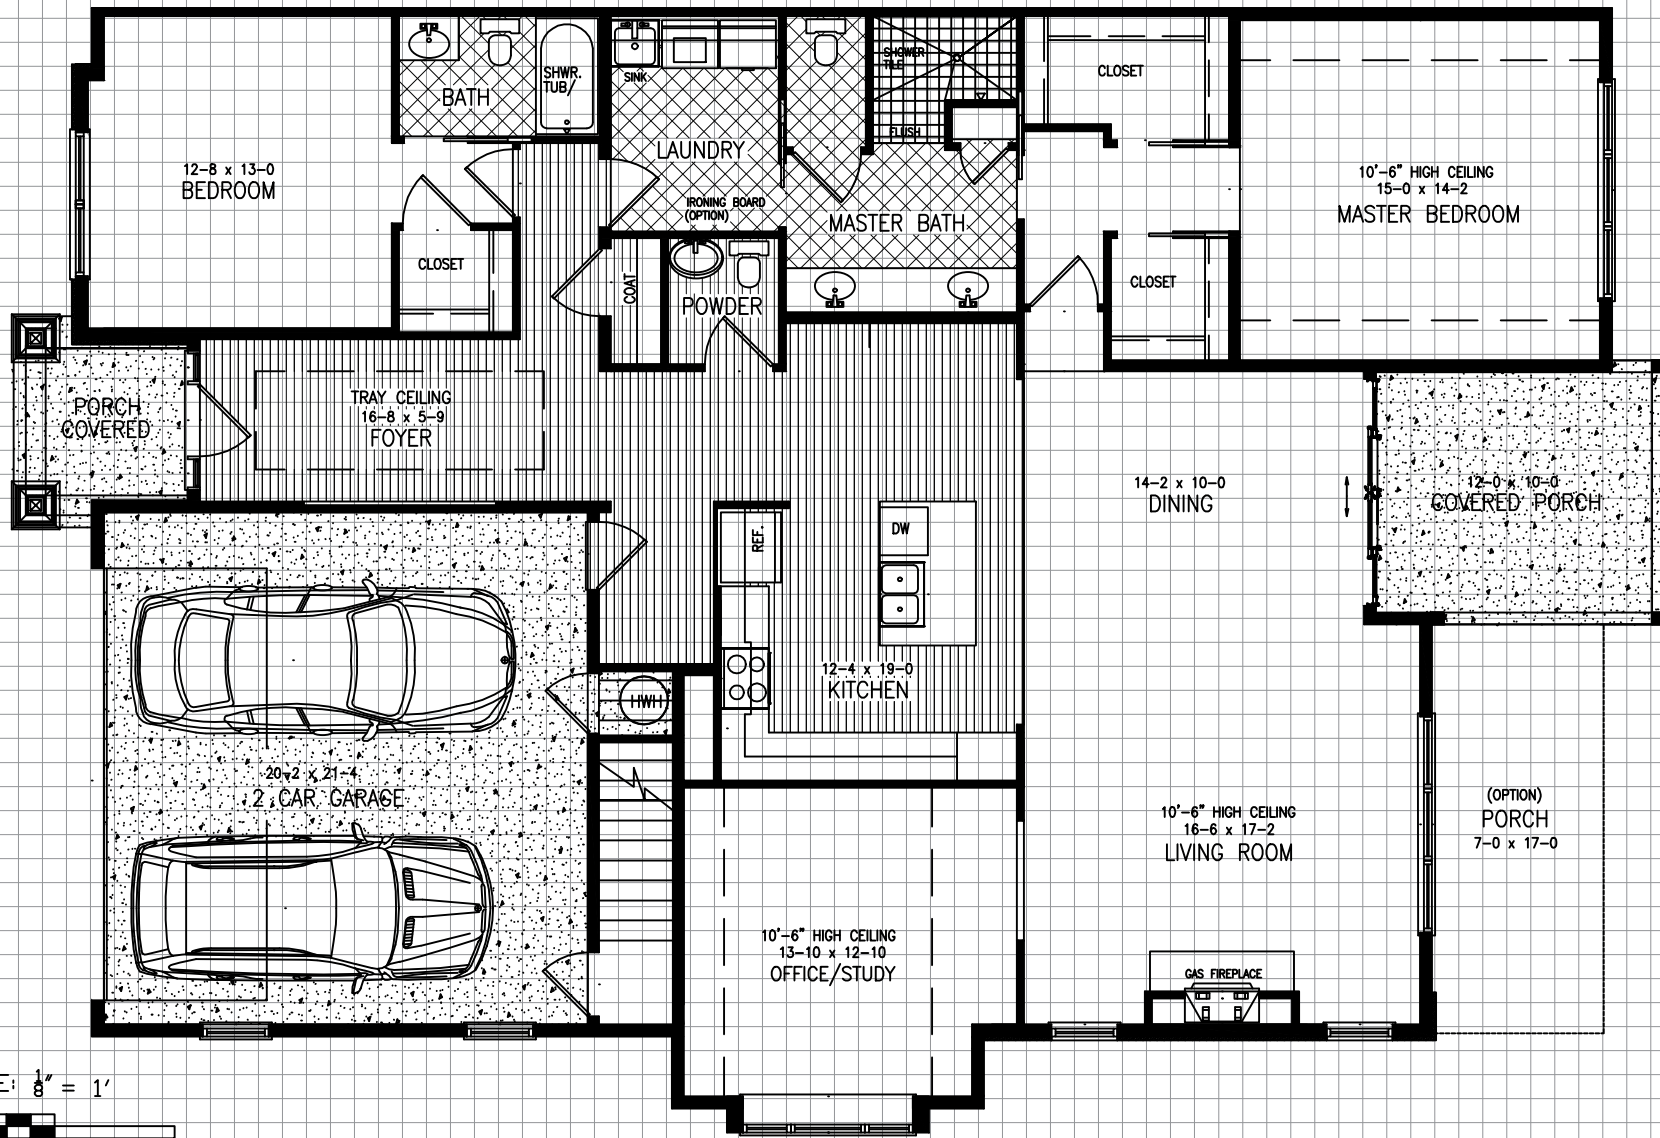 BATH
SHWR.
TUB/
SINK
LAUNDRY
IRONING BOARD
(OPTION)
SHOWER
TILE
FLUSH
CLOSET
12-8 x 13-0
BEDROOM
10'-6" HIGH CEILING
15-0 x 14-2
MASTER BEDROOM
MASTER BATH
CLOSET
COAT
POWDER
CLOSET
PORCH
COVERED
TRAY CEILING
16-8 x 5-9
FOYER
14-2 x 10-0
DINING
12-0 x 10-0
COVERED PORCH
REF.
DW
12-4 x 19-0
KITCHEN
HWH
20-2 x 21-4
2 CAR GARAGE
10'-6" HIGH CEILING
16-6 x 17-2
LIVING ROOM
(OPTION)
PORCH
7-0 x 17-0
10'-6" HIGH CEILING
13-10 x 12-10
OFFICE/STUDY
GAS FIREPLACE
E: 1/8" = 1'